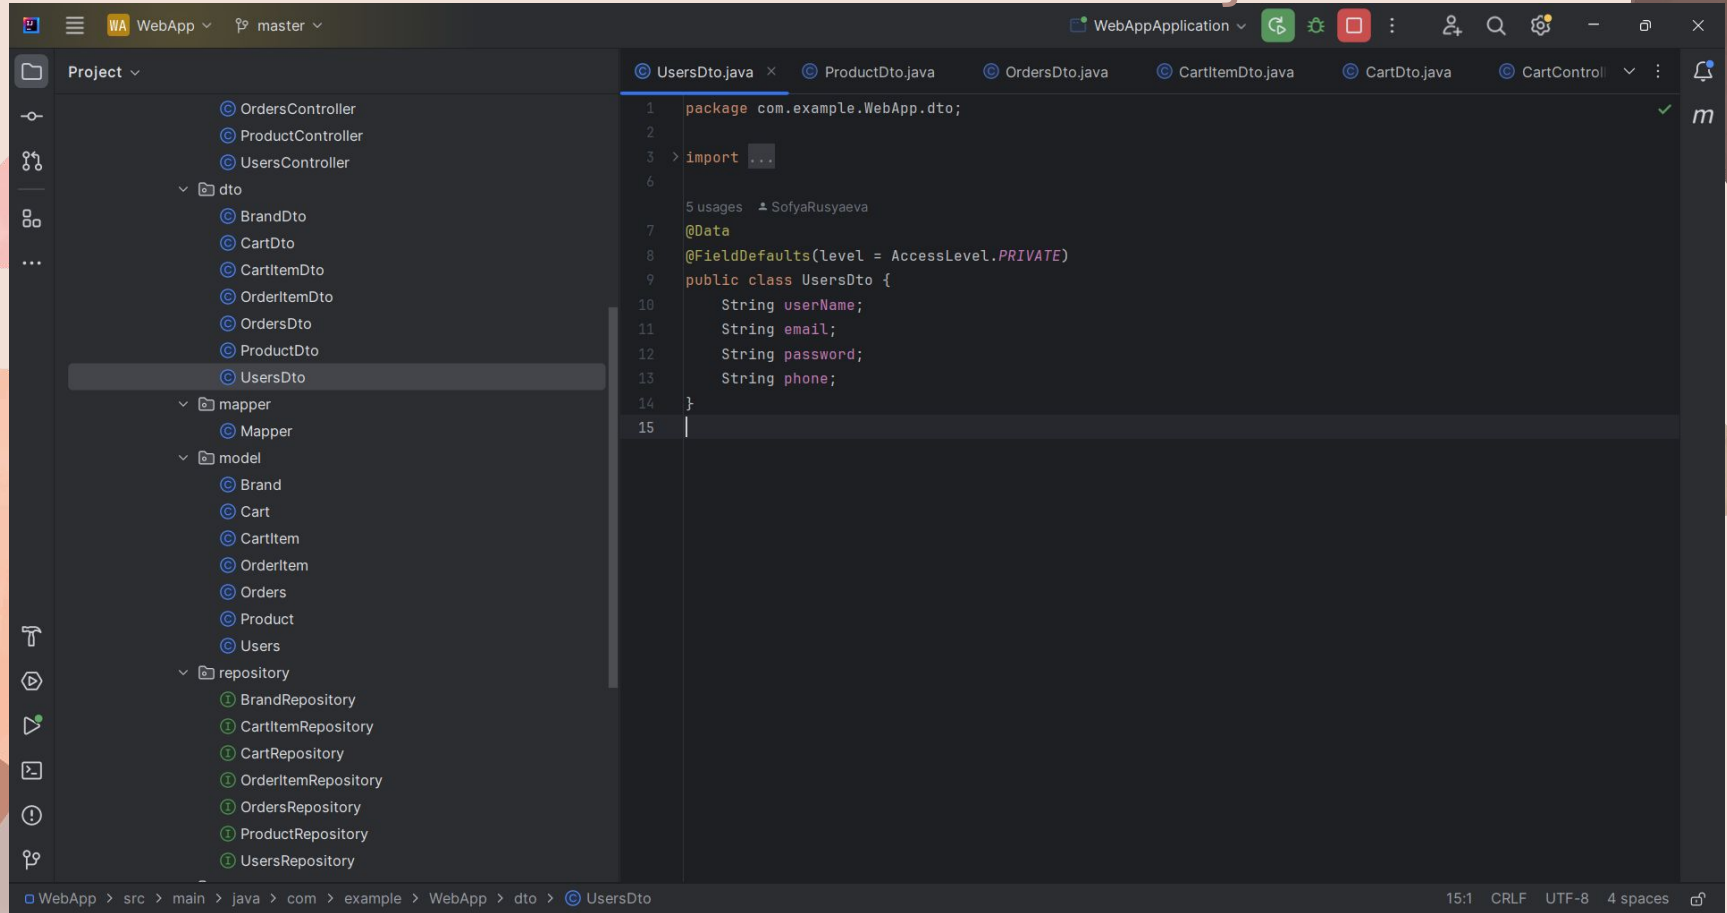 WA WebApp master WebAppApplication
Project
UsersDto.java ProductDto.java OrdersDto.java CartItemDto.java CartDto.java CartControl
OrdersController
ProductController
UsersController
dto
BrandDto
CartDto
CartItemDto
OrderItemDto
OrdersDto
ProductDto
UsersDto
mapper
Mapper
model
Brand
Cart
CartItem
OrderItem
Orders
Product
Users
repository
BrandRepository
CartItemRepository
CartRepository
OrderItemRepository
OrdersRepository
ProductRepository
UsersRepository
1 package com.example.WebApp.dto;
2
3 import ...
6
5 usages SofyaRusyaeva
7 @Data
8 @FieldDefaults(level = AccessLevel.PRIVATE)
9 public class UsersDto {
10 String userName;
11 String email;
12 String password;
13 String phone;
14 }
15
m
WebApp > src > main > java > com > example > WebApp > dto > UsersDto 15:1 CRLF UTF-8 4 spaces